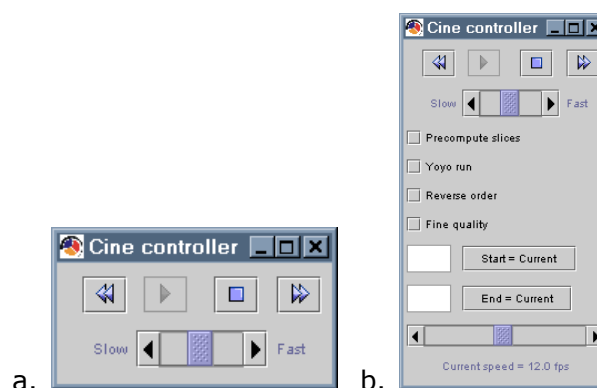 Cine controller
Slow Fast
Precompute slices
Yoyo run
Reverse order
Fine quality
Start = Current
End = Current
Current speed = 12.0 fps
Cine controller
Slow Fast
a. b.